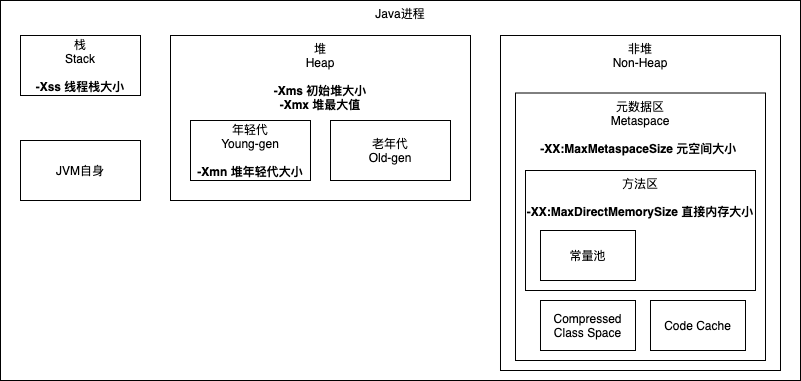 Java进程
栈
Stack
-Xss 线程栈大小
JVM自身
堆
Heap
-Xms 初始堆大小
-Xmx 堆最大值
年轻代
Young-gen
-Xmn 堆年轻代大小
老年代
Old-gen
非堆
Non-Heap
元数据区
Metaspace
-XX:MaxMetaspaceSize 元空间大小
方法区
-XX:MaxDirectMemorySize 直接内存大小
常量池
Compressed
Class Space
Code Cache